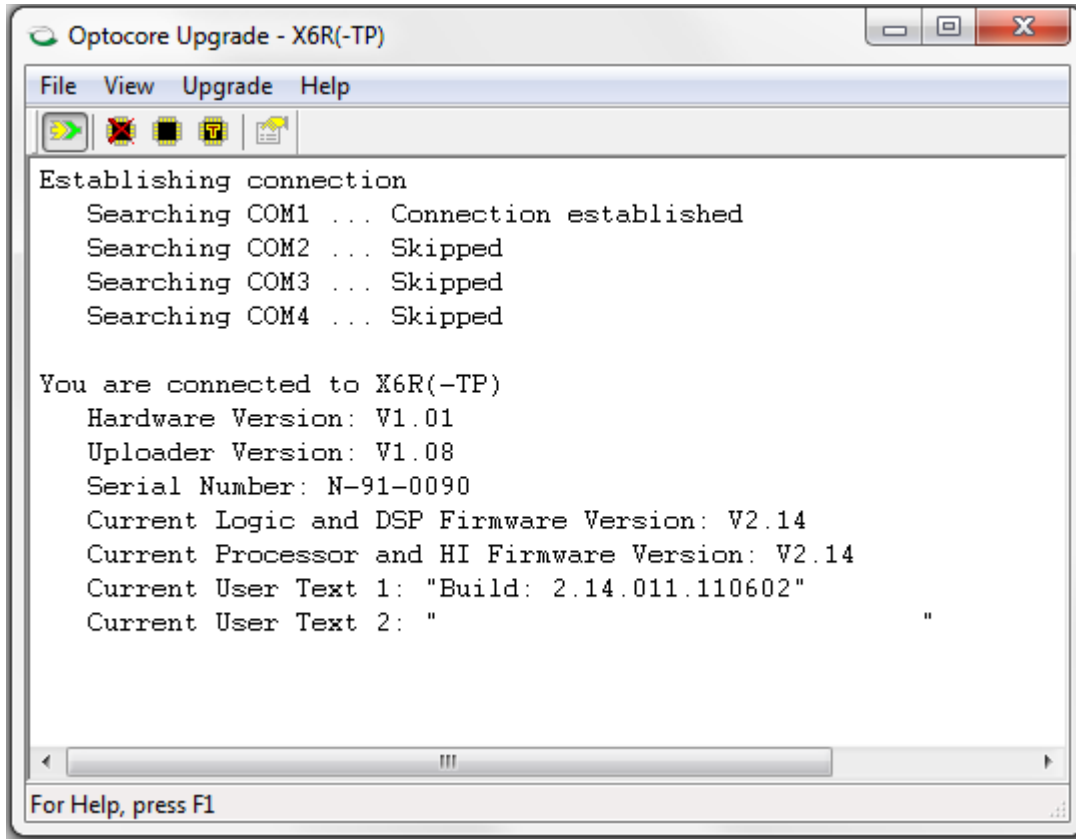 Optocore Upgrade - X6R(-TP)
File View Upgrade Help
T
Establishing connection
Searching COM1 ... Connection established
Searching COM2 ... Skipped
Searching COM3 ... Skipped
Searching COM4 ... Skipped
You are connected to X6R(-TP)
Hardware Version: V1.01
Uploader Version: V1.08
Serial Number: N-91-0090
Current Logic and DSP Firmware Version: V2.14
Current Processor and HI Firmware Version: V2.14
Current User Text 1: "Build: 2.14.011.110602"
Current User Text 2: "                              "
For Help, press F1